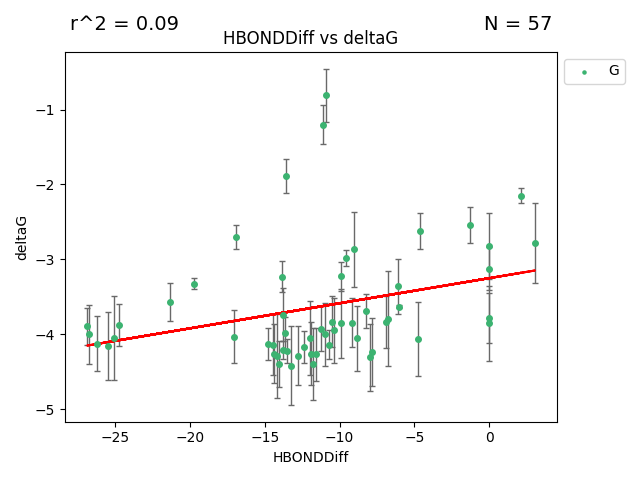 r^2 = 0.09
N = 57
HBONDDiff vs deltaG
G
deltaG
−1
−2
−3
−4
−5
−25
−20
−15
−10
−5
0
HBONDDiff